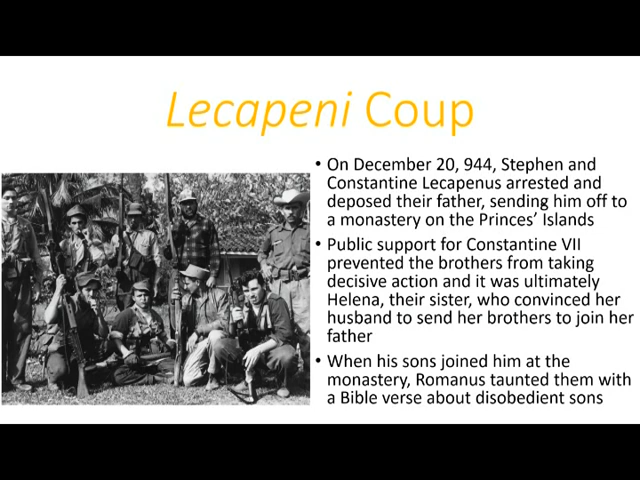 Lecapeni Coup
• On December 20, 944, Stephen and
Constantine Lecapenus arrested and
deposed their father, sending him off to
a monastery on the Princes’ Islands
• Public support for Constantine VII
prevented the brothers from taking
decisive action and it was ultimately
Helena, their sister, who convinced her
husband to send her brothers to join her
father
• When his sons joined him at the
monastery, Romanus taunted them with
a Bible verse about disobedient sons